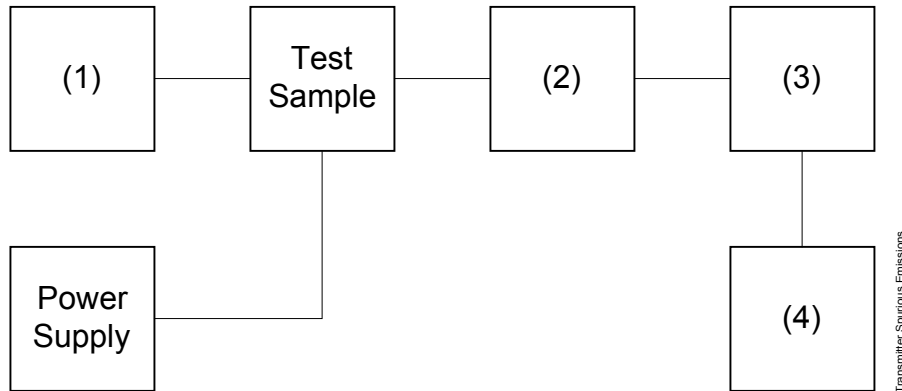 (1)
Test
Sample
(2)
(3)
Power
Supply
(4)
Transmitter Spurious Emissions